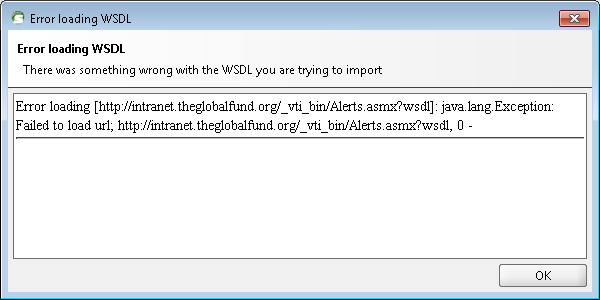 Error loading WSDL
Error loading WSDL
There was something wrong with the WSDL you are trying to import
Error loading [http://intranet.theglobalfund.org/_vti_bin/Alerts.asmx?wsdl]: java.lang.Exception:
Failed to load url; http://intranet.theglobalfund.org/_vti_bin/Alerts.asmx?wsdl, 0 -
OK